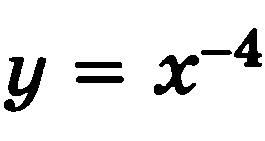 y = x⁻⁴